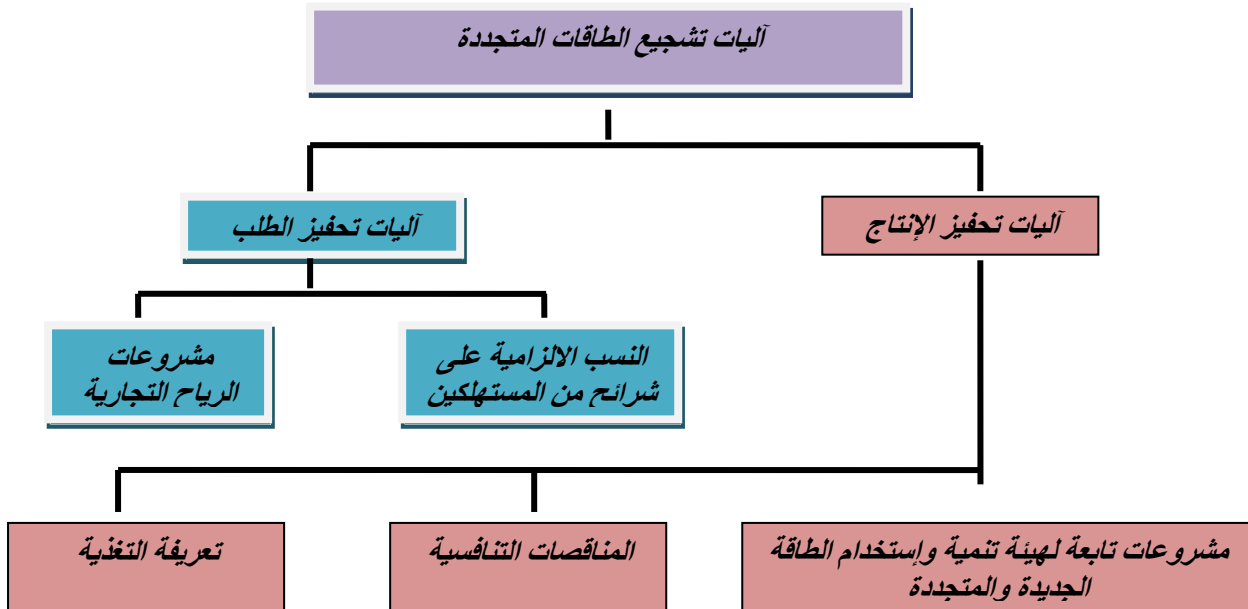 آليات تشجيع الطاقات المتجددة
آليات تحفيز الإنتاج
آليات تحفيز الطلب
النسب الالزامية على
شرائح من المستهلكين
مشروعات
الرياح التجارية
مشروعات تابعة لهيئة تنمية وإستخدام الطاقة
الجديدة والمتجددة
المناقصات التنافسية
تعريفة التغذية